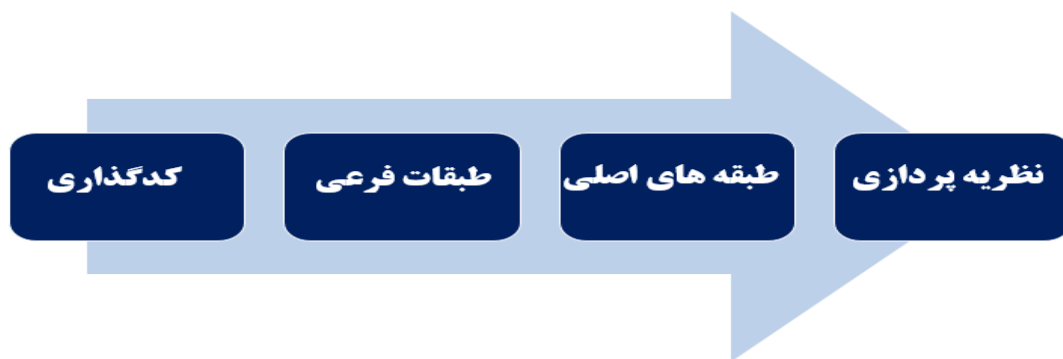 کدگذاری
طبقات فرعی
طبقه های اصلی
نظریه پردازی